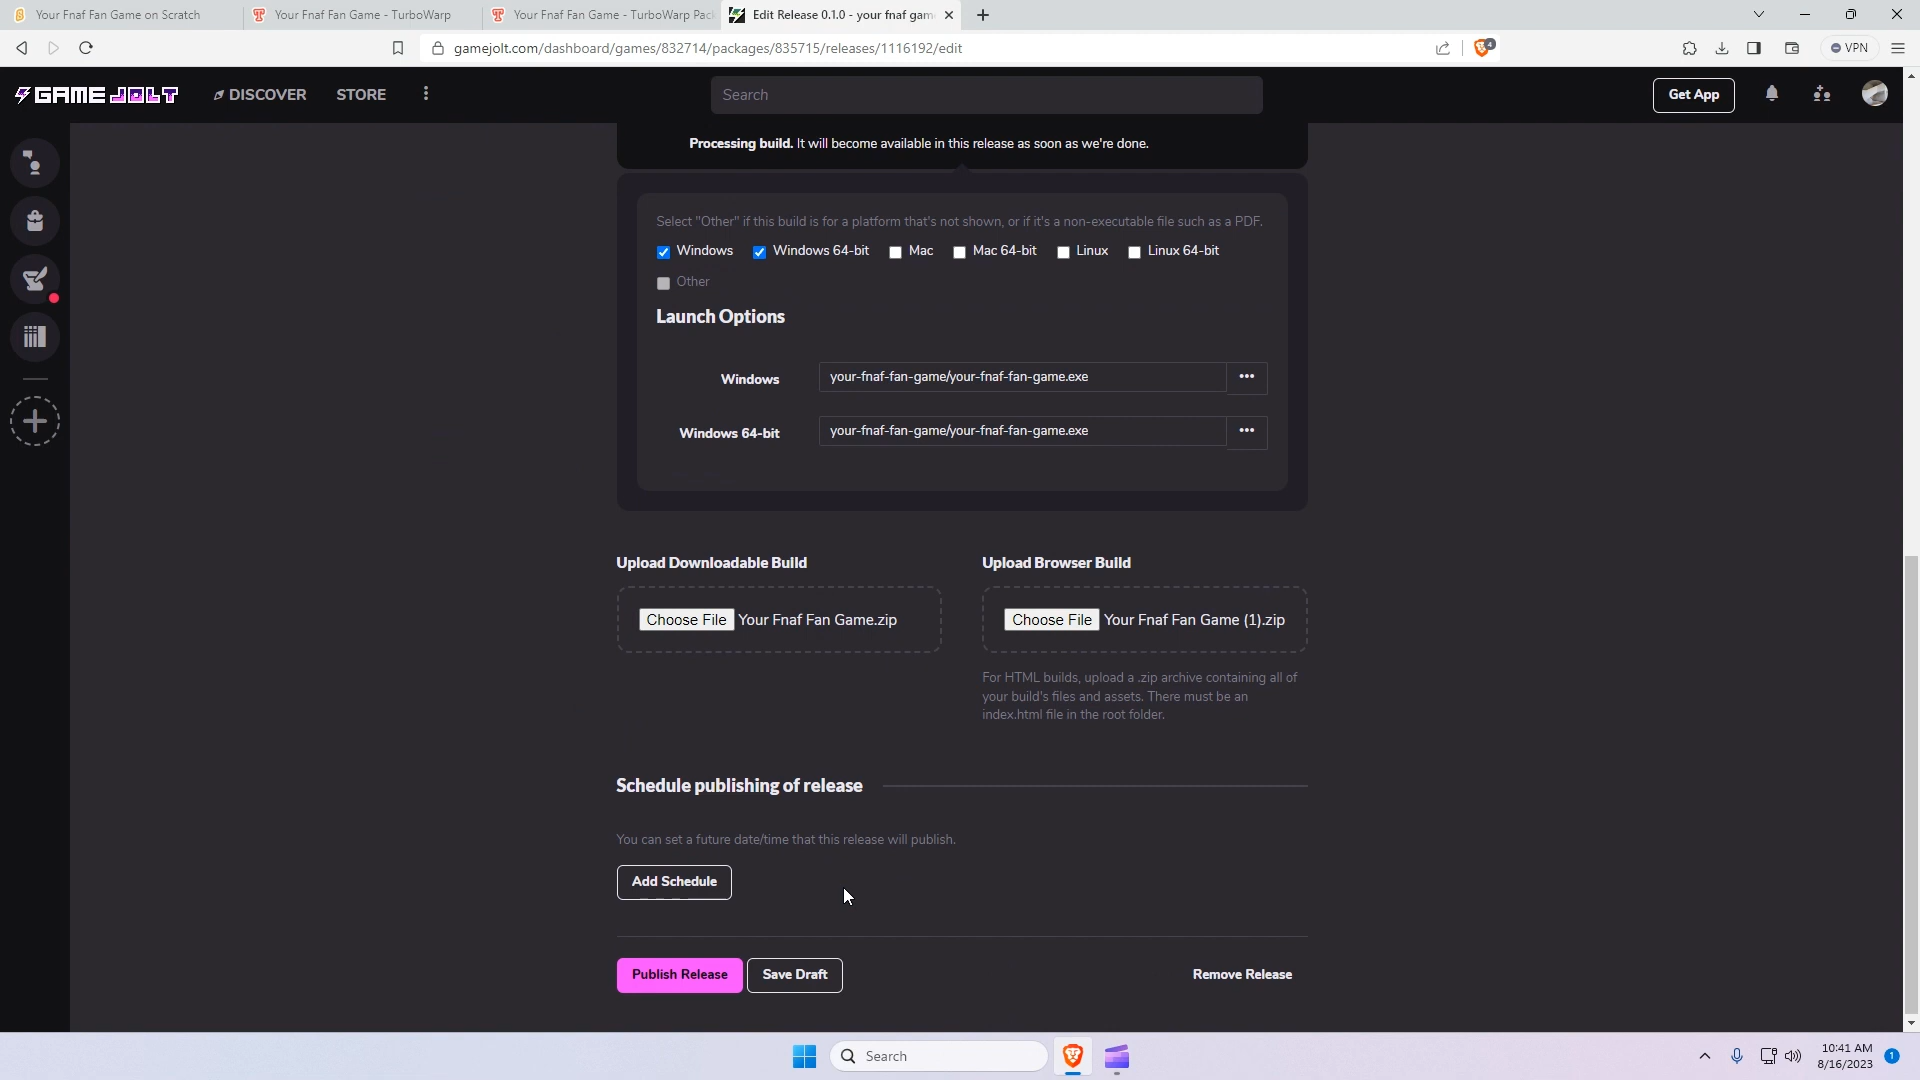 Your Fnaf Fan Game on Scratch
Your Fnaf Fan Game - TurboWarp
Your Fnaf Fan Game - TurboWarp Pack
Edit Release 0.1.0 - your fnaf gam
gamejolt.com/dashboard/games/832714/packages/835715/releases/1116192/edit
4
VPN
GAME JOLT
DISCOVER
STORE
Search
Get App
Processing build. It will become available in this release as soon as we're done.
Select "Other" if this build is for a platform that's not shown, or if it's a non-executable file such as a PDF.
Windows
Windows 64-bit
Mac
Mac 64-bit
Linux
Linux 64-bit
Other
Launch Options
Windows
your-fnaf-fan-game/your-fnaf-fan-game.exe
Windows 64-bit
your-fnaf-fan-game/your-fnaf-fan-game.exe
Upload Downloadable Build
Upload Browser Build
Choose File Your Fnaf Fan Game.zip
Choose File Your Fnaf Fan Game (1).zip
For HTML builds, upload a .zip archive containing all of
your build's files and assets. There must be an
index.html file in the root folder.
Schedule publishing of release
You can set a future date/time that this release will publish.
Add Schedule
Publish Release
Save Draft
Remove Release
Search
10:41 AM
8/16/2023
1